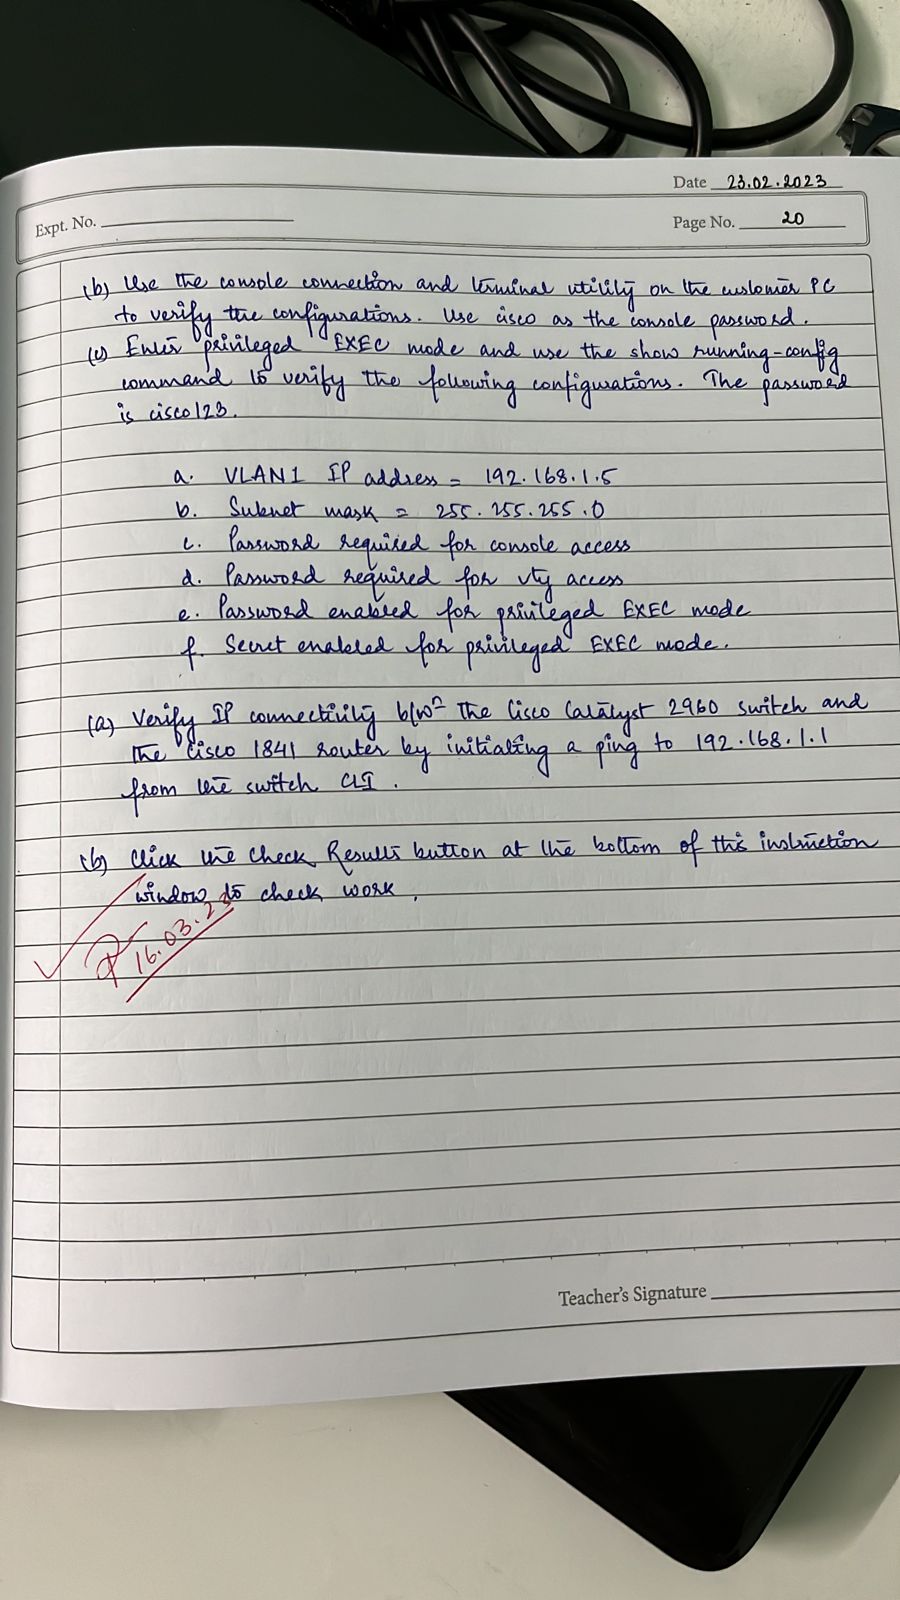 Date 23.02.2023
Expt. No.
Page No. 20
(b) Use the console connection and terminal utility on the customer PC
to verify the configurations. Use cisco as the console password.
(c) Enter privileged EXEC mode and use the show running-config
command to verify the following configurations. The password
is cisco123.
a. VLAN1 IP address = 192.168.1.5
b. Subnet mask = 255.255.255.0
c. Password required for console access
d. Password required for vty access
e. Password enabled for privileged EXEC mode
f. Secret enabled for privileged EXEC mode.
(a) Verify IP connectivity b/wn the Cisco Catalyst 2960 switch and
the Cisco 1841 router by initiating a ping to 192.168.1.1
from the switch CLI.
(b) Click the Check Results button at the bottom of this instruction
window to check work.
16.03.23
Teacher's Signature